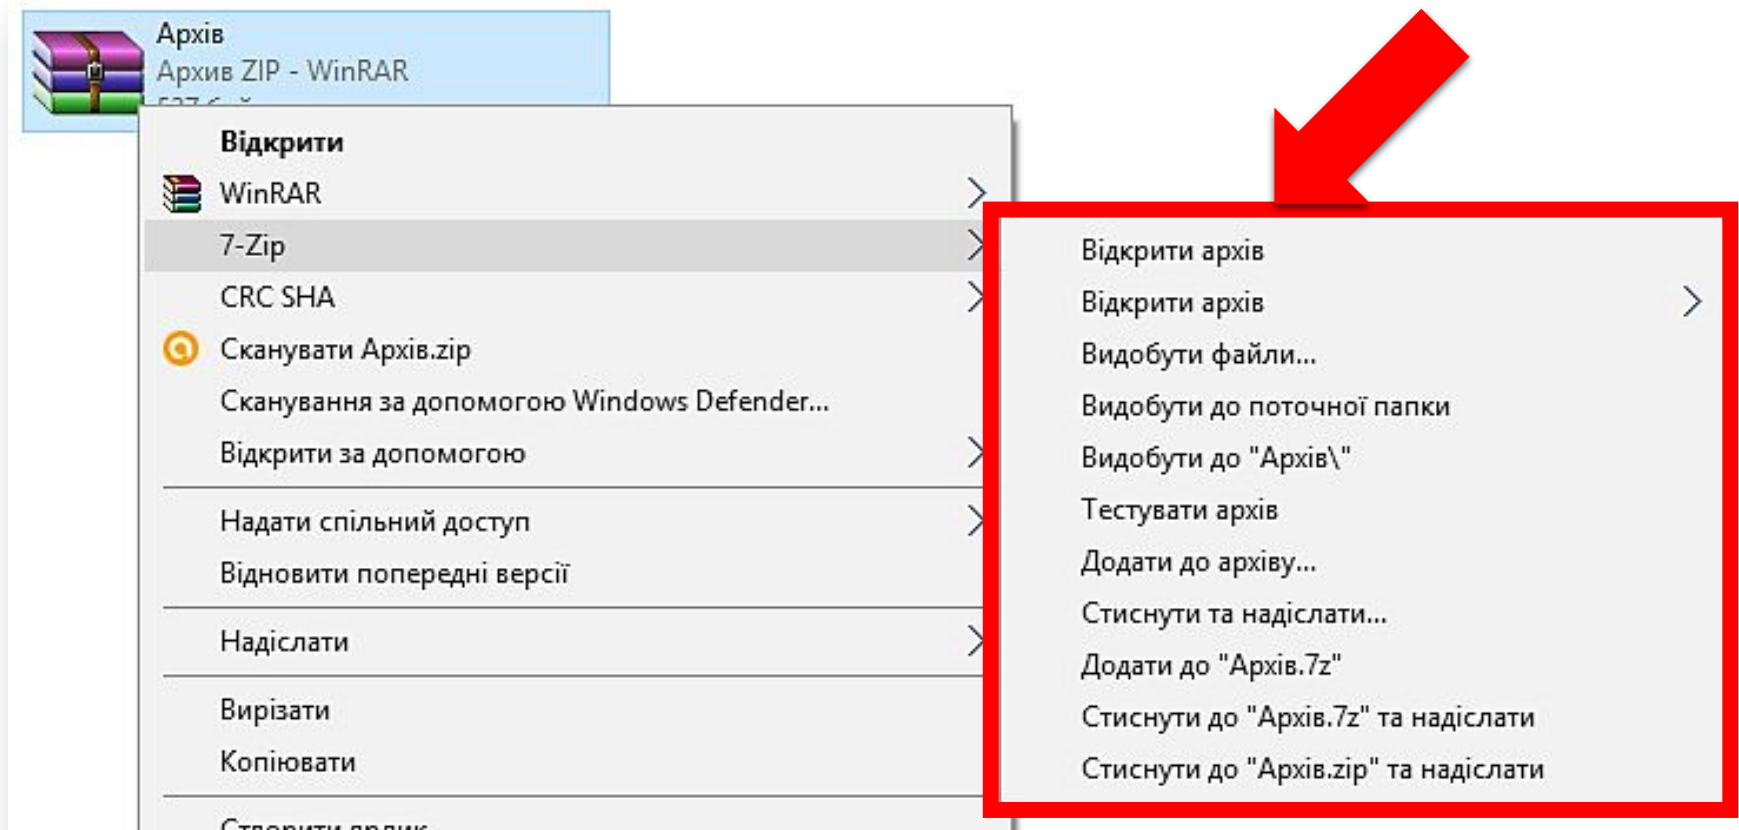 Архів
Архив ZIP - WinRAR
Відкрити
WinRAR
7-Zip
CRC SHA
Сканувати Архів.zip
Сканування за допомогою Windows Defender...
Відкрити за допомогою
Надати спільний доступ
Відновити попередні версії
Надіслати
Вирізати
Копіювати
Відкрити архів
Відкрити архів
Видобути файли...
Видобути до поточної папки
Видобути до "Архів\"
Тестувати архів
Додати до архіву...
Стиснути та надіслати...
Додати до "Архів.7z"
Стиснути до "Архів.7z" та надіслати
Стиснути до "Архів.zip" та надіслати